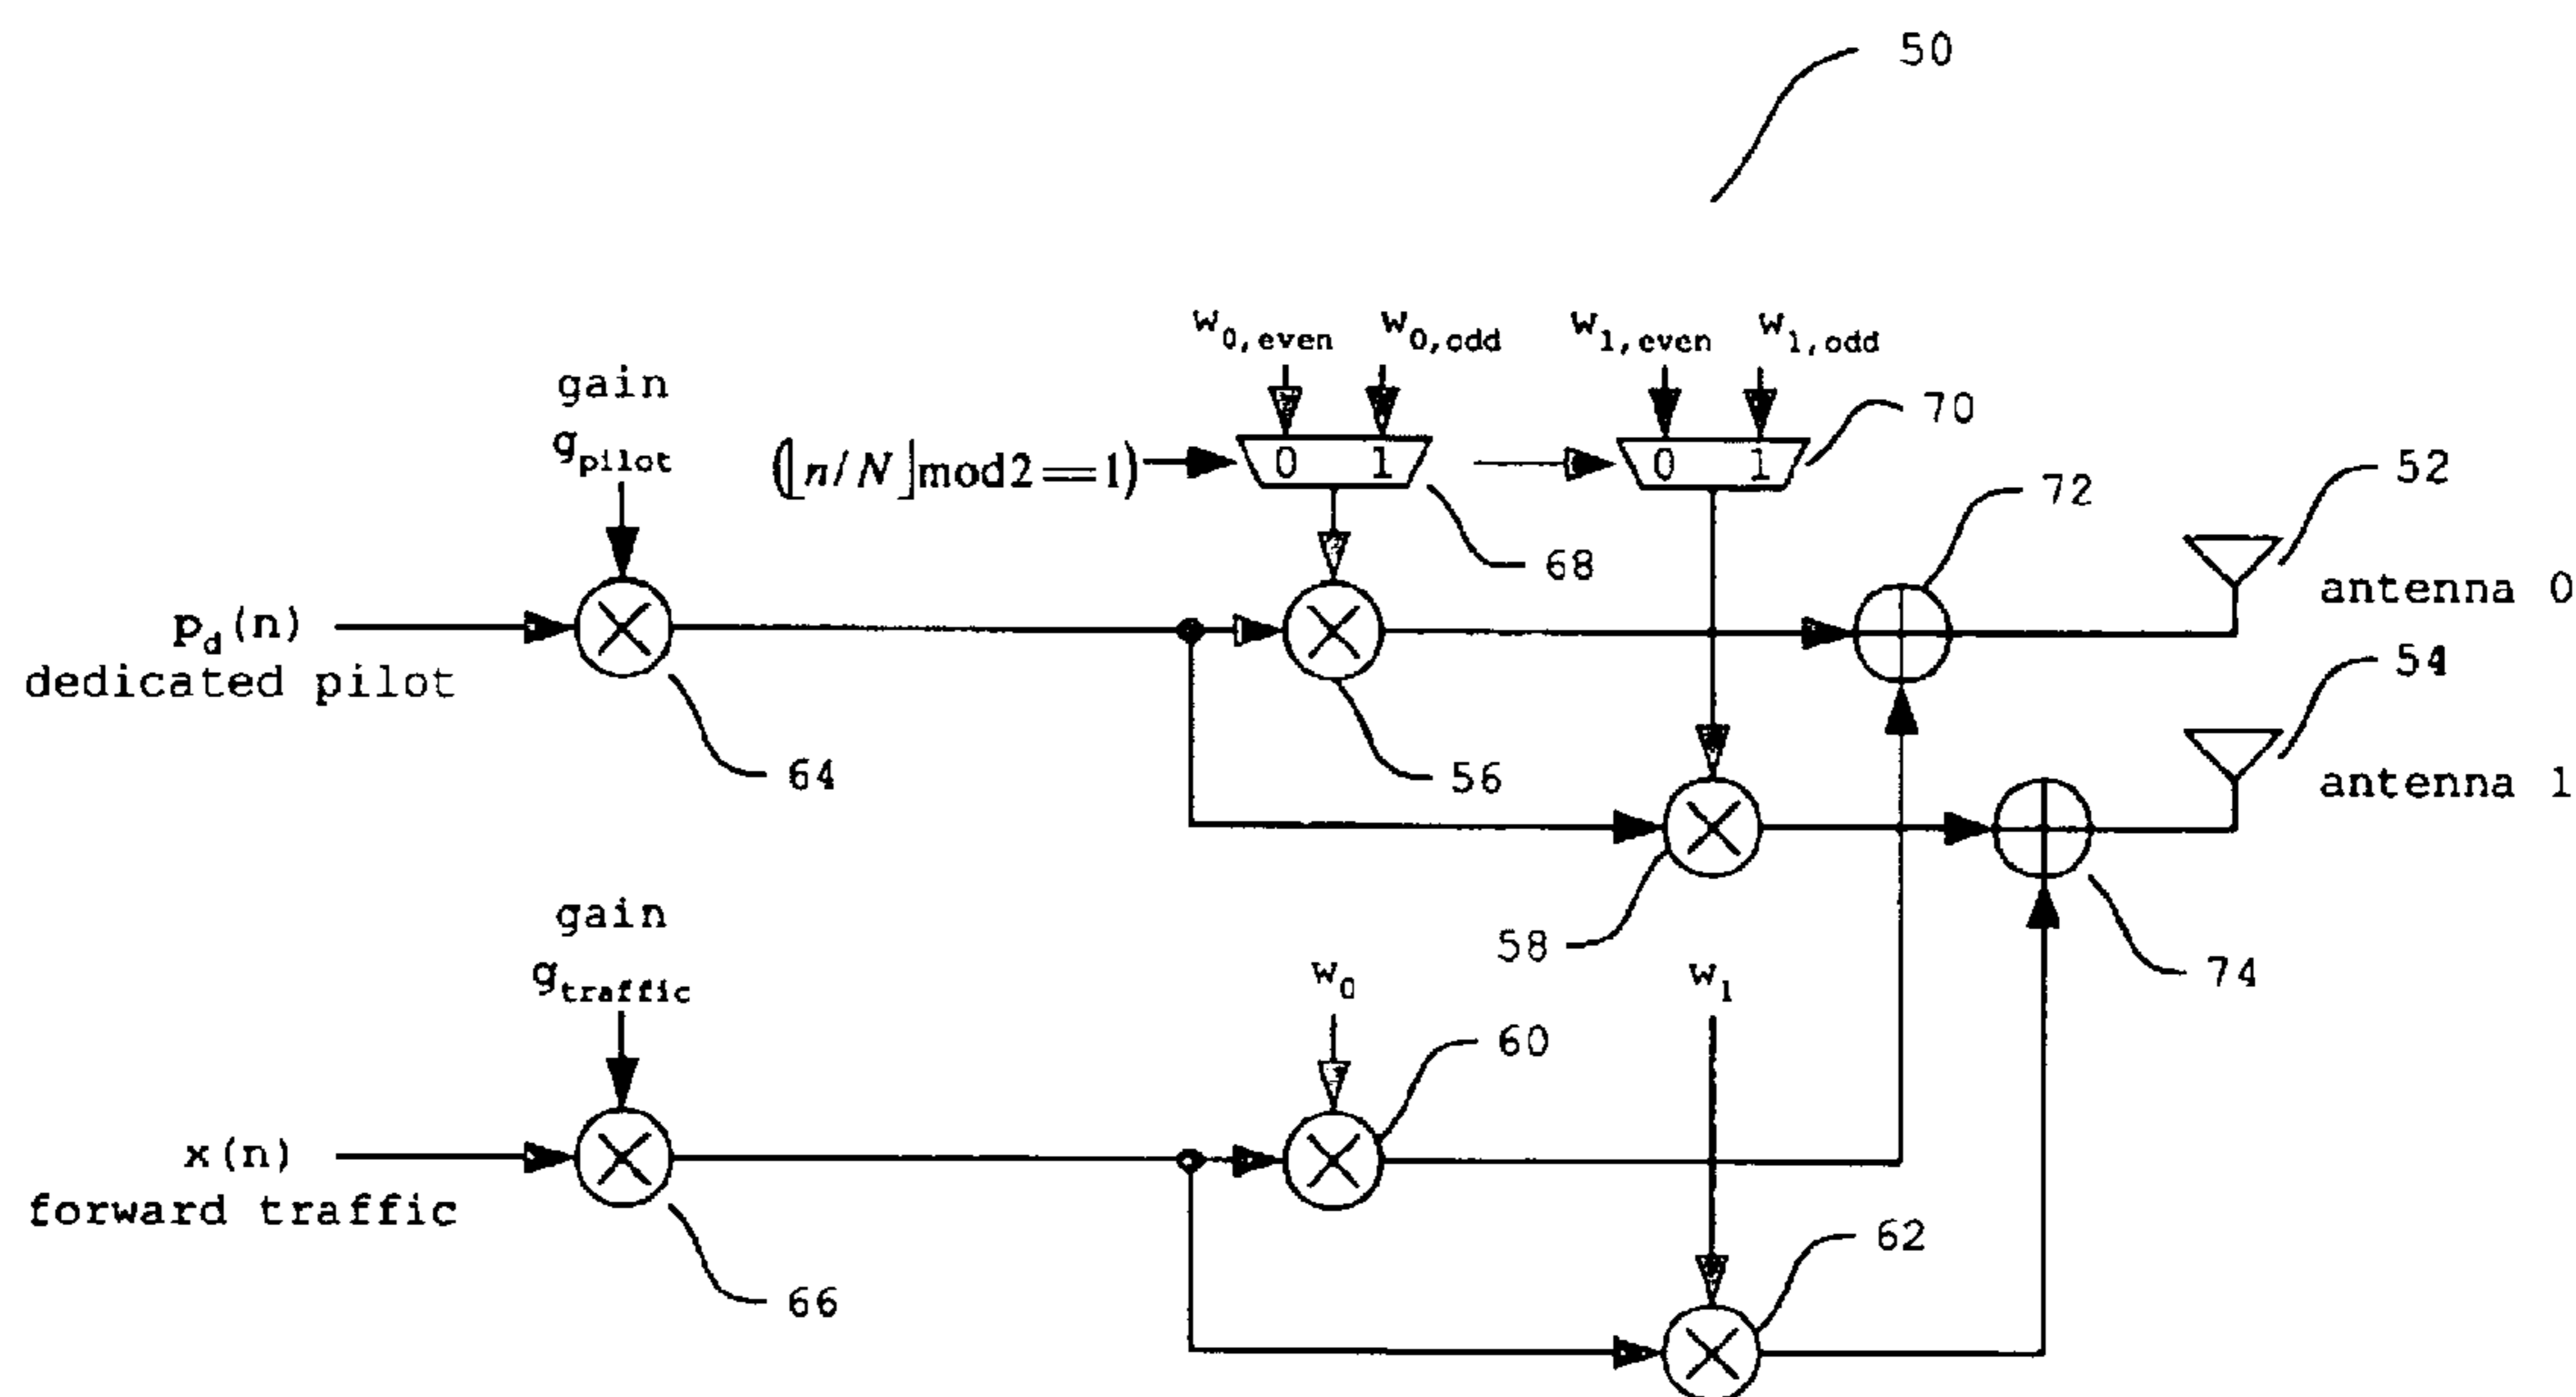 50
w0,even w0,odd w1,even w1,odd
gain
gpilot
(⌊n/N⌋mod2==1)
0 1
0 1
70
72
52
68
antenna 0
pd(n)
dedicated pilot
54
64
56
antenna 1
gain
gtraffic
58
w0
w1
74
60
x(n)
forward traffic
62
66